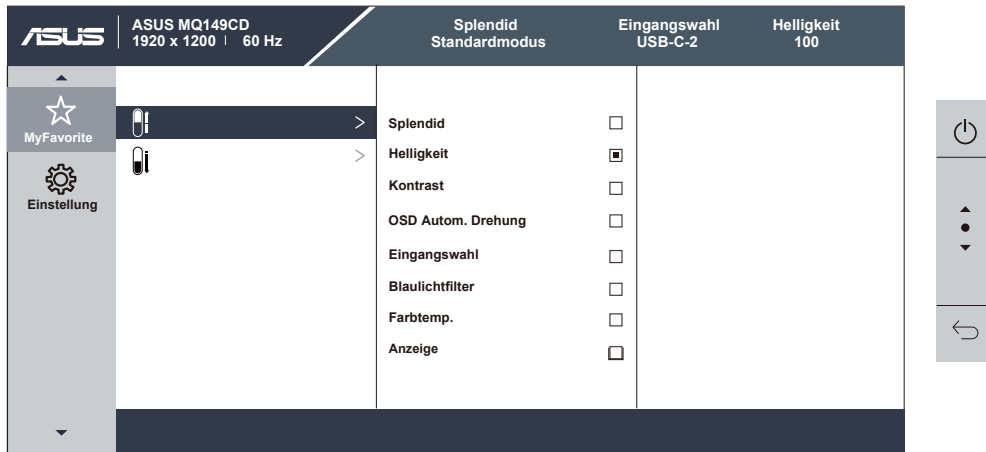 ASUS
ASUS MQ149CD
1920 x 1200 60 Hz
Splendid
Standardmodus
Eingangswahl
USB-C-2
Helligkeit
100
MyFavorite
Einstellung
Splendid
Helligkeit
Kontrast
OSD Autom. Drehung
Eingangswahl
Blaulichtfilter
Farbtemp.
Anzeige